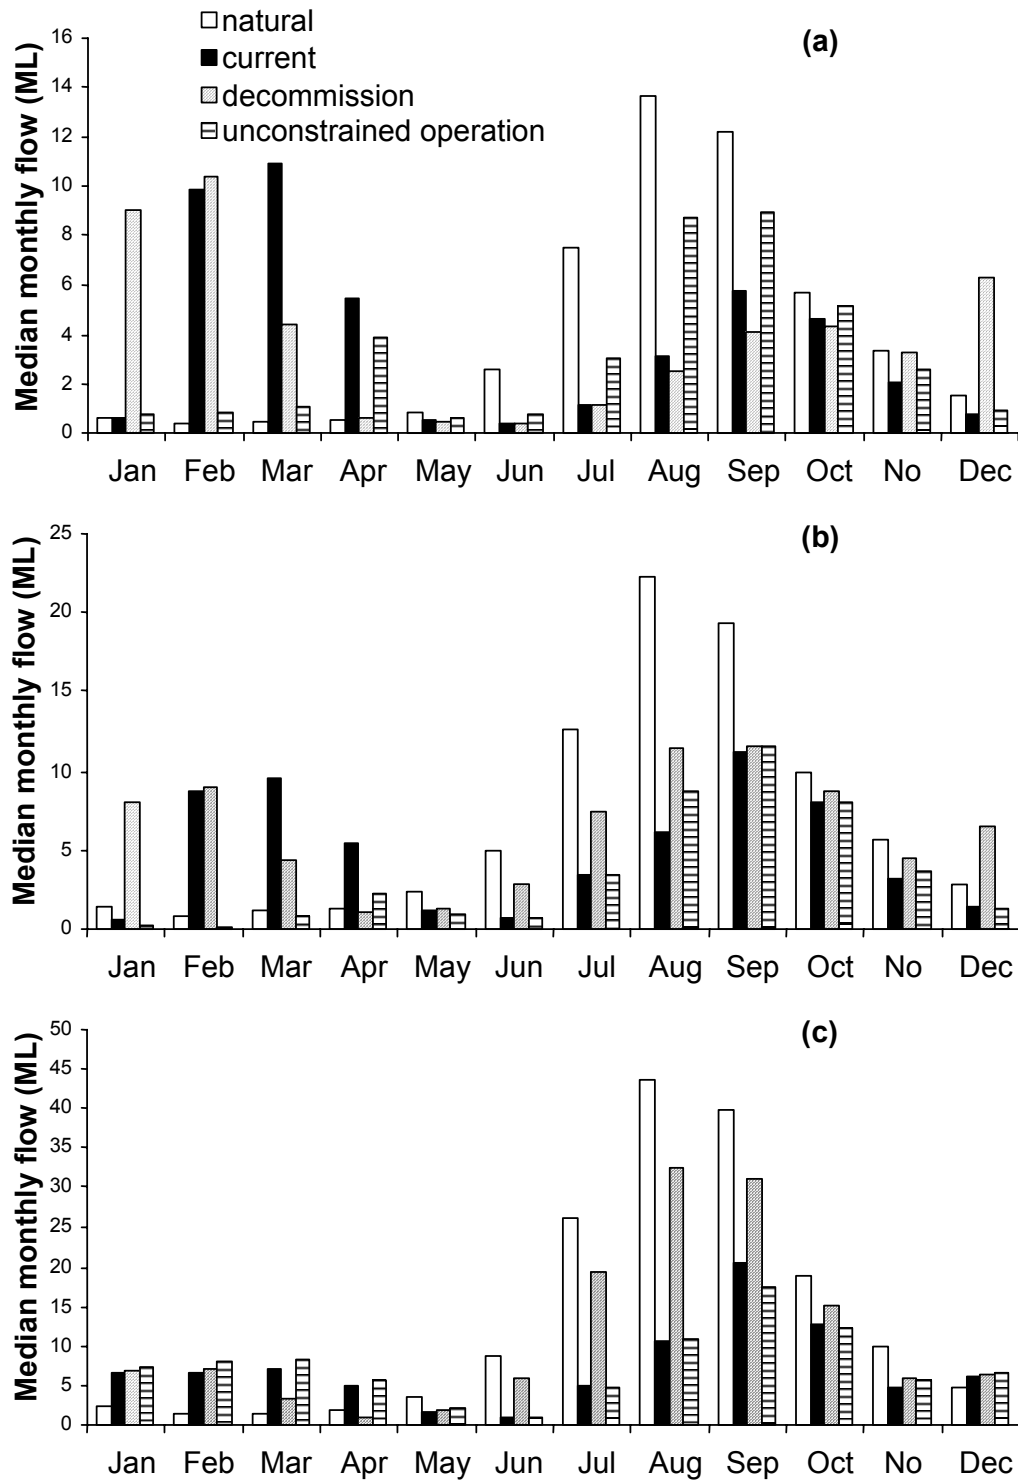 natural
current
decommission
unconstrained operation
(a)
Median monthly flow (ML)
16
14
12
10
8
6
4
2
0
Jan Feb Mar Apr May Jun Jul Aug Sep Oct No Dec
(b)
Median monthly flow (ML)
25
20
15
10
5
0
Jan Feb Mar Apr May Jun Jul Aug Sep Oct No Dec
(c)
Median monthly flow (ML)
50
45
40
35
30
25
20
15
10
5
0
Jan Feb Mar Apr May Jun Jul Aug Sep Oct No Dec